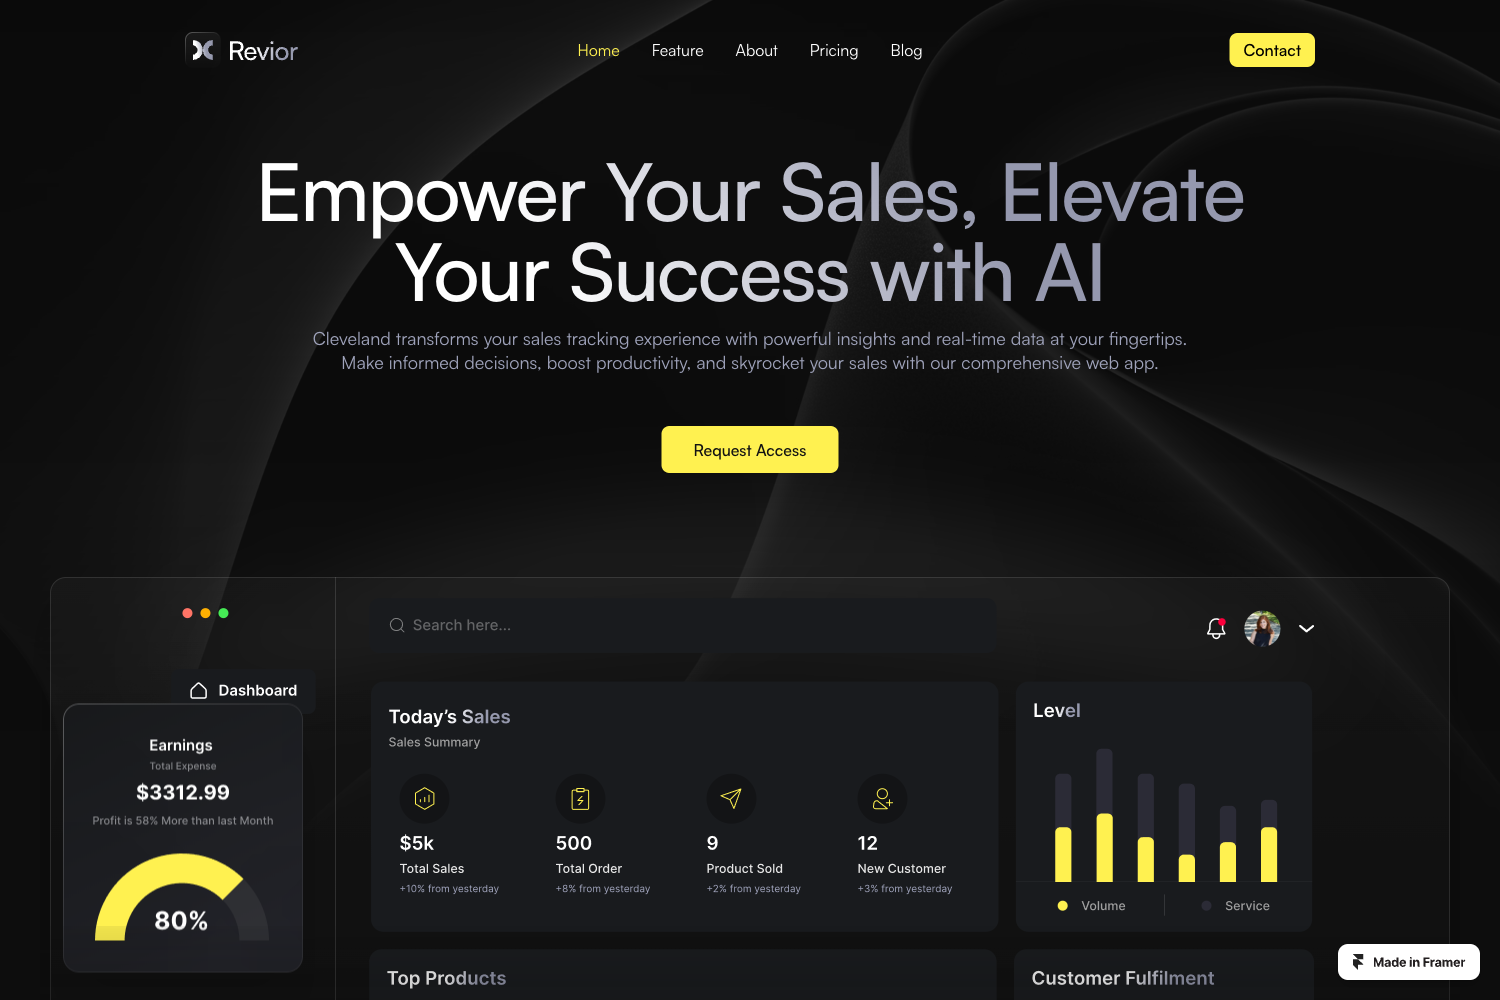 Revior
Home
Feature
About
Pricing
Blog
Contact
Empower Your Sales, Elevate
Your Success with AI
Cleveland transforms your sales tracking experience with powerful insights and real-time data at your fingertips.
Make informed decisions, boost productivity, and skyrocket your sales with our comprehensive web app.
Request Access
Search here...
Dashboard
Earnings
Total Expense
$3312.99
Profit is 58% More than last Month
80%
Today's Sales
Sales Summary
$5k
Total Sales
+10% from yesterday
500
Total Order
+8% from yesterday
9
Product Sold
+2% from yesterday
12
New Customer
+3% from yesterday
Level
Volume
Service
Top Products
Customer Fulfilment
Made in Framer